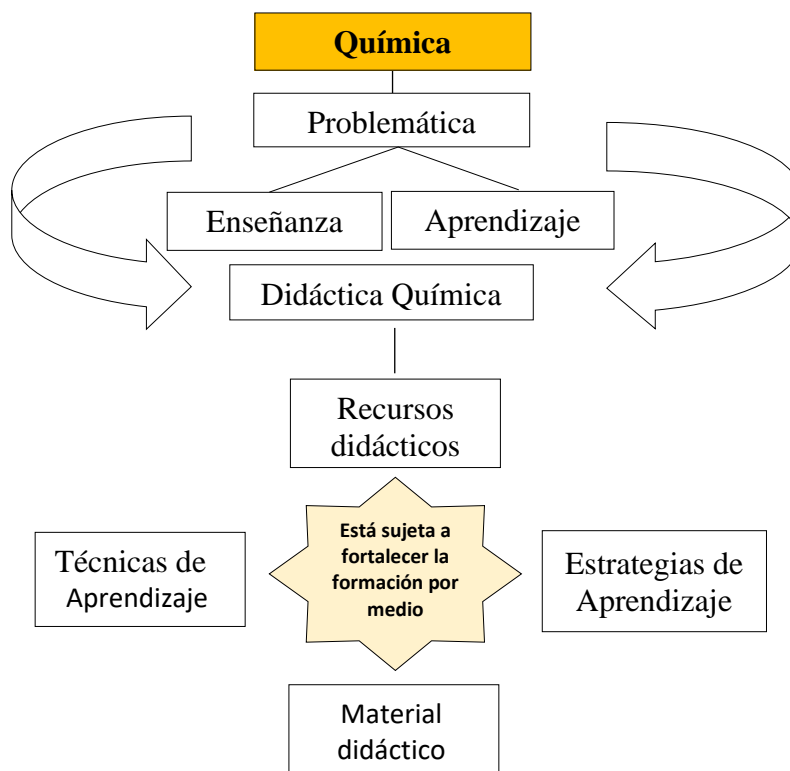 Química
Problemática
Enseñanza
Aprendizaje
Didáctica Química
Recursos
didácticos
Está sujeta a
fortalecer la
formación por
medio
Técnicas de
Aprendizaje
Estrategias de
Aprendizaje
Material
didáctico